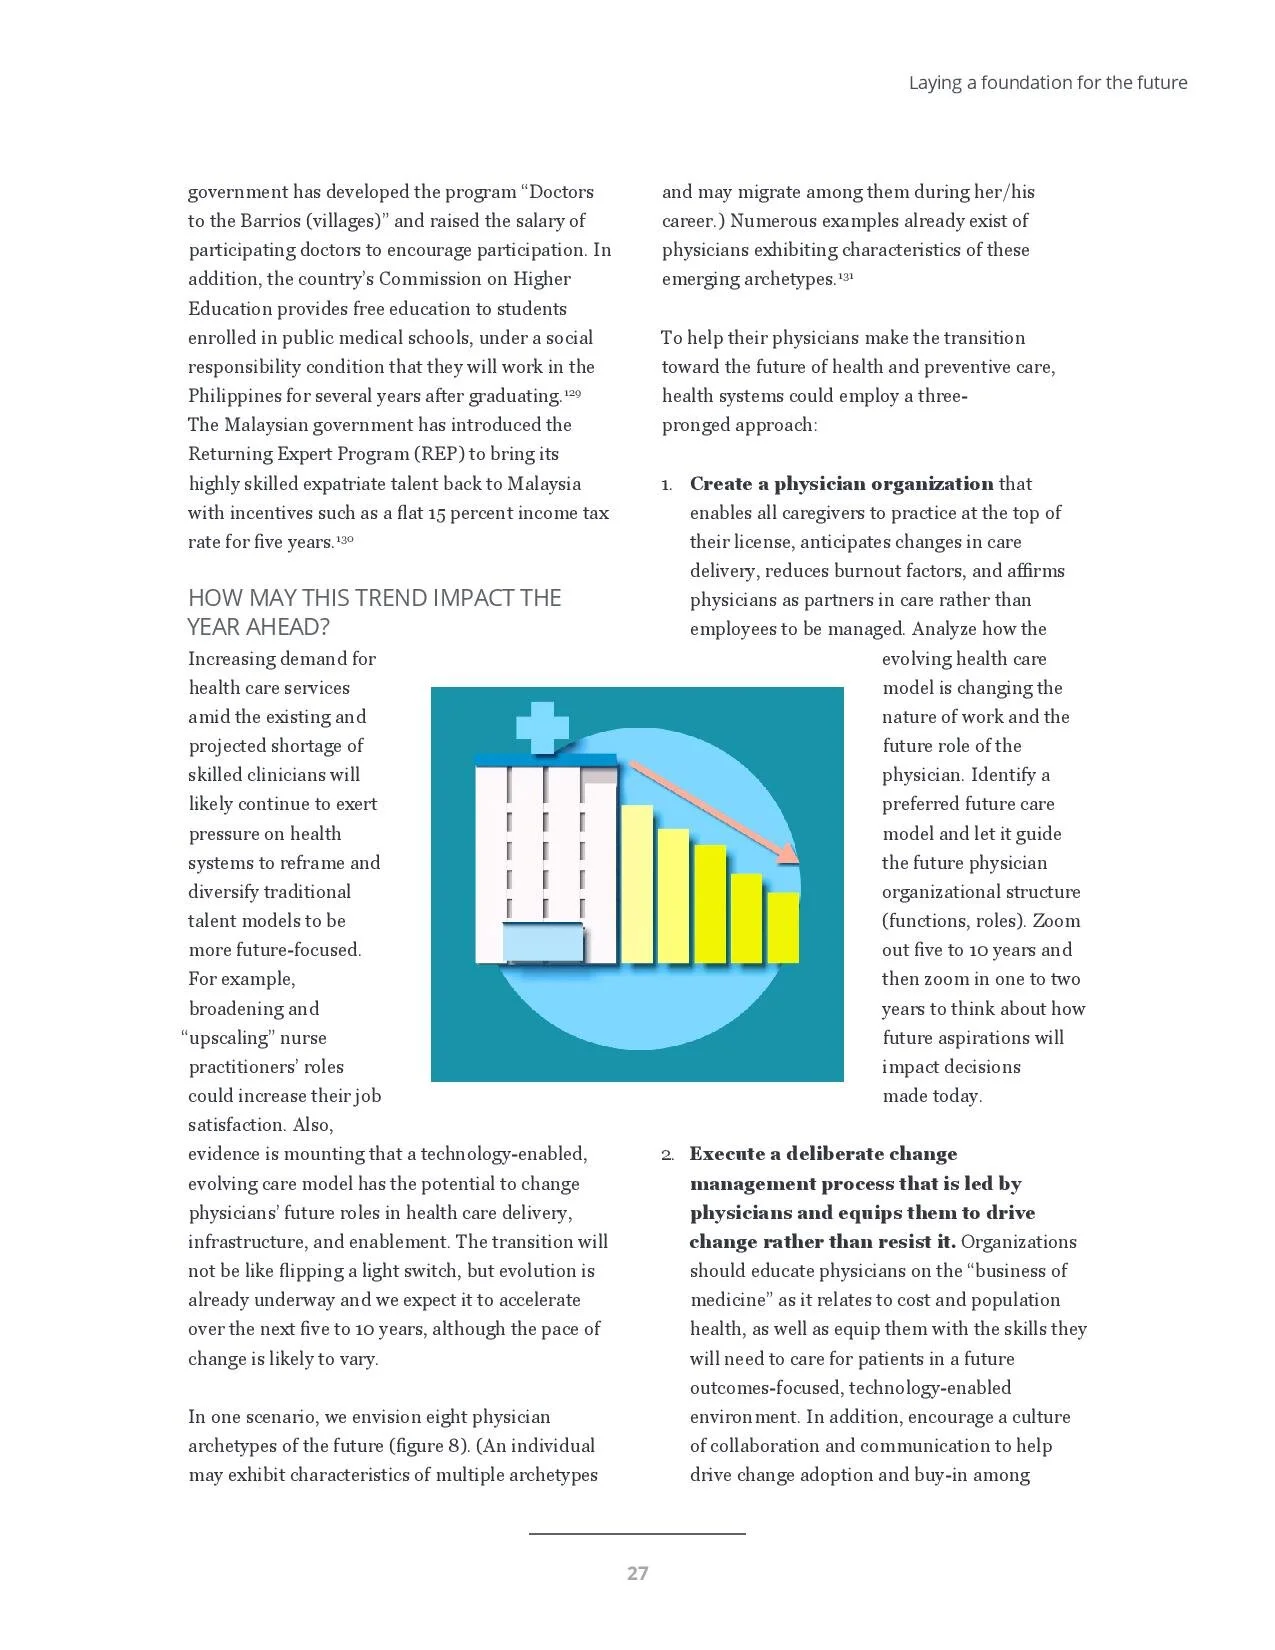 Laying a foundation for the future
government has developed the program “Doctors
to the Barrios (villages)” and raised the salary of
participating doctors to encourage participation. In
addition, the country’s Commission on Higher
Education provides free education to students
enrolled in public medical schools, under a social
responsibility condition that they will work in the
Philippines for several years after graduating.129
The Malaysian government has introduced the
Returning Expert Program (REP) to bring its
highly skilled expatriate talent back to Malaysia
with incentives such as a flat 15 percent income tax
rate for five years.130
HOW MAY THIS TREND IMPACT THE
YEAR AHEAD?
Increasing demand for
health care services
amid the existing and
projected shortage of
skilled clinicians will
likely continue to exert
pressure on health
systems to reframe and
diversify traditional
talent models to be
more future-focused.
For example,
broadening and
“upscaling” nurse
practitioners’ roles
could increase their job
satisfaction. Also,
evidence is mounting that a technology-enabled,
evolving care model has the potential to change
physicians’ future roles in health care delivery,
infrastructure, and enablement. The transition will
not be like flipping a light switch, but evolution is
already underway and we expect it to accelerate
over the next five to 10 years, although the pace of
change is likely to vary.
In one scenario, we envision eight physician
archetypes of the future (figure 8). (An individual
may exhibit characteristics of multiple archetypes
and may migrate among them during her/his
career.) Numerous examples already exist of
physicians exhibiting characteristics of these
emerging archetypes.131
To help their physicians make the transition
toward the future of health and preventive care,
health systems could employ a three-
pronged approach:
1. Create a physician organization that
enables all caregivers to practice at the top of
their license, anticipates changes in care
delivery, reduces burnout factors, and affirms
physicians as partners in care rather than
employees to be managed. Analyze how the
evolving health care
model is changing the
nature of work and the
future role of the
physician. Identify a
preferred future care
model and let it guide
the future physician
organizational structure
(functions, roles). Zoom
out five to 10 years and
then zoom in one to two
years to think about how
future aspirations will
impact decisions
made today.
2. Execute a deliberate change
management process that is led by
physicians and equips them to drive
change rather than resist it. Organizations
should educate physicians on the “business of
medicine” as it relates to cost and population
health, as well as equip them with the skills they
will need to care for patients in a future
outcomes-focused, technology-enabled
environment. In addition, encourage a culture
of collaboration and communication to help
drive change adoption and buy-in among
27